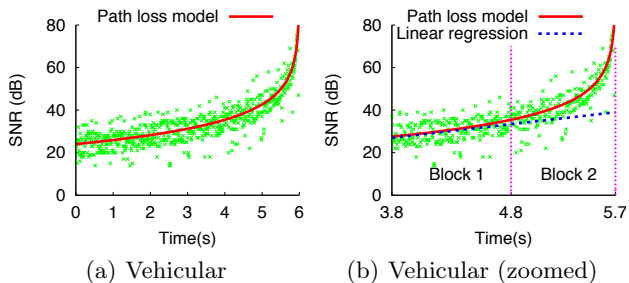 Path loss model
SNR (dB)
80
60
40
20
0
0 1 2 3 4 5 6
Time(s)
(a) Vehicular
Path loss model
Linear regression
SNR (dB)
80
60
40
20
0
Block 1
Block 2
3.8 4.8 5.7
Time(s)
(b) Vehicular (zoomed)